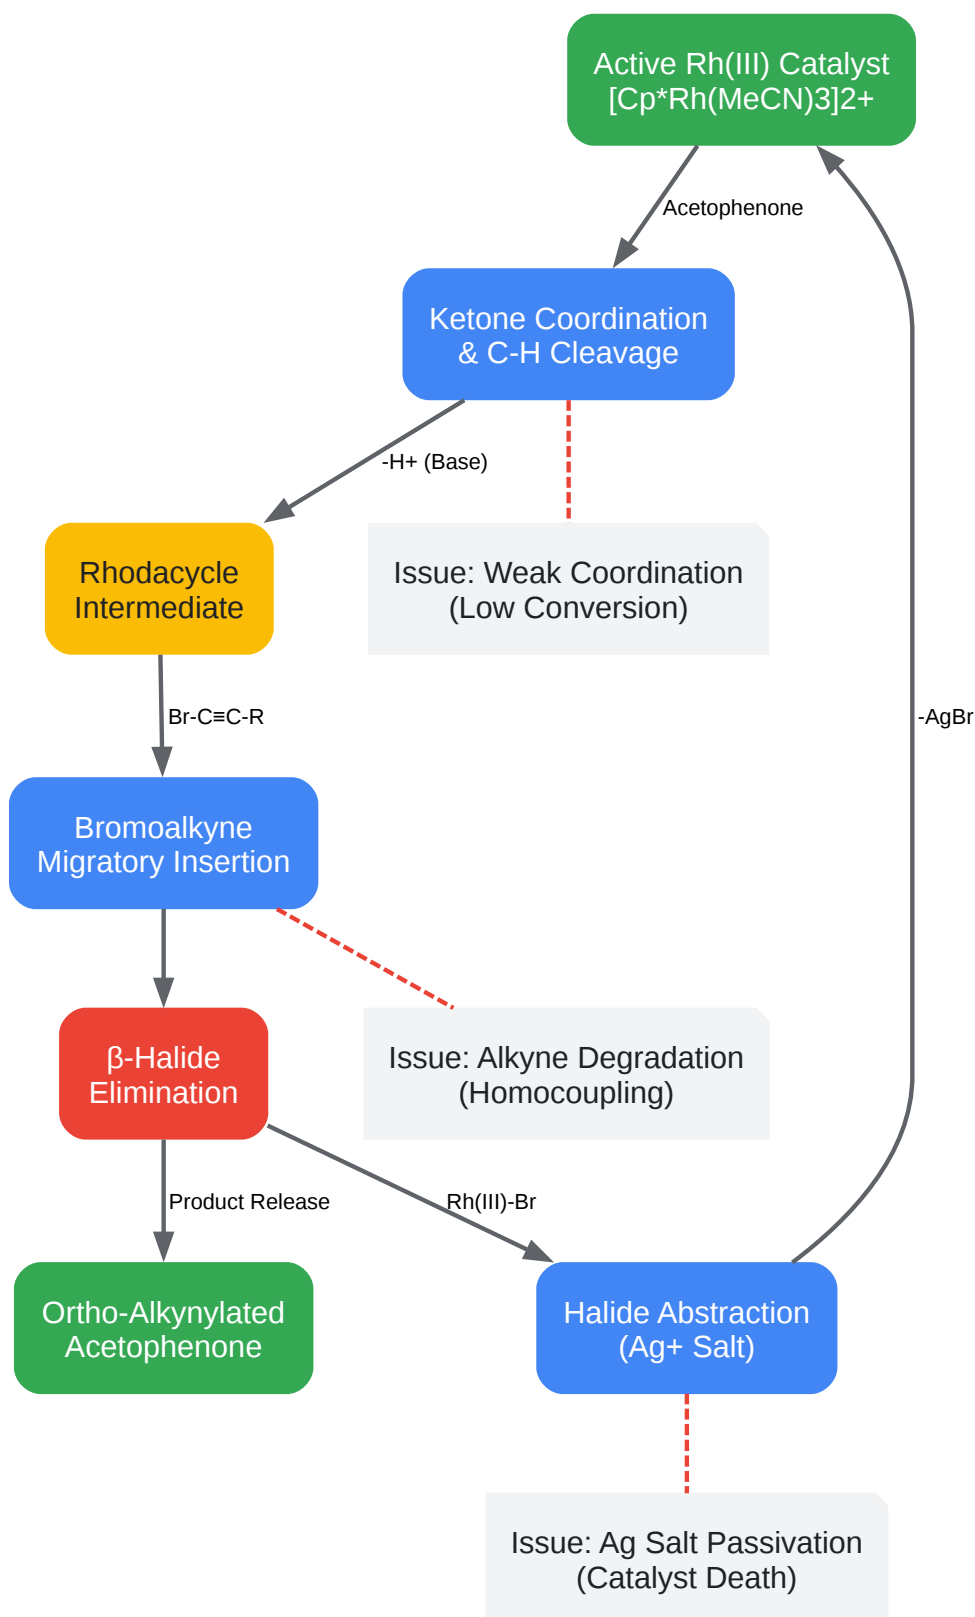 Active Rh(III) Catalyst
[Cp*Rh(MeCN)3]2+
Acetophenone
Ketone Coordination
& C-H Cleavage
-H+ (Base)
Rhodacycle
Intermediate
Issue: Weak Coordination
(Low Conversion)
Br-C≡C-R
-AgBr
Bromoalkyne
Migratory Insertion
β-Halide
Elimination
Issue: Alkyne Degradation
(Homocoupling)
Product Release
Rh(III)-Br
Ortho-Alkynylated
Acetophenone
Halide Abstraction
(Ag+ Salt)
Issue: Ag Salt Passivation
(Catalyst Death)